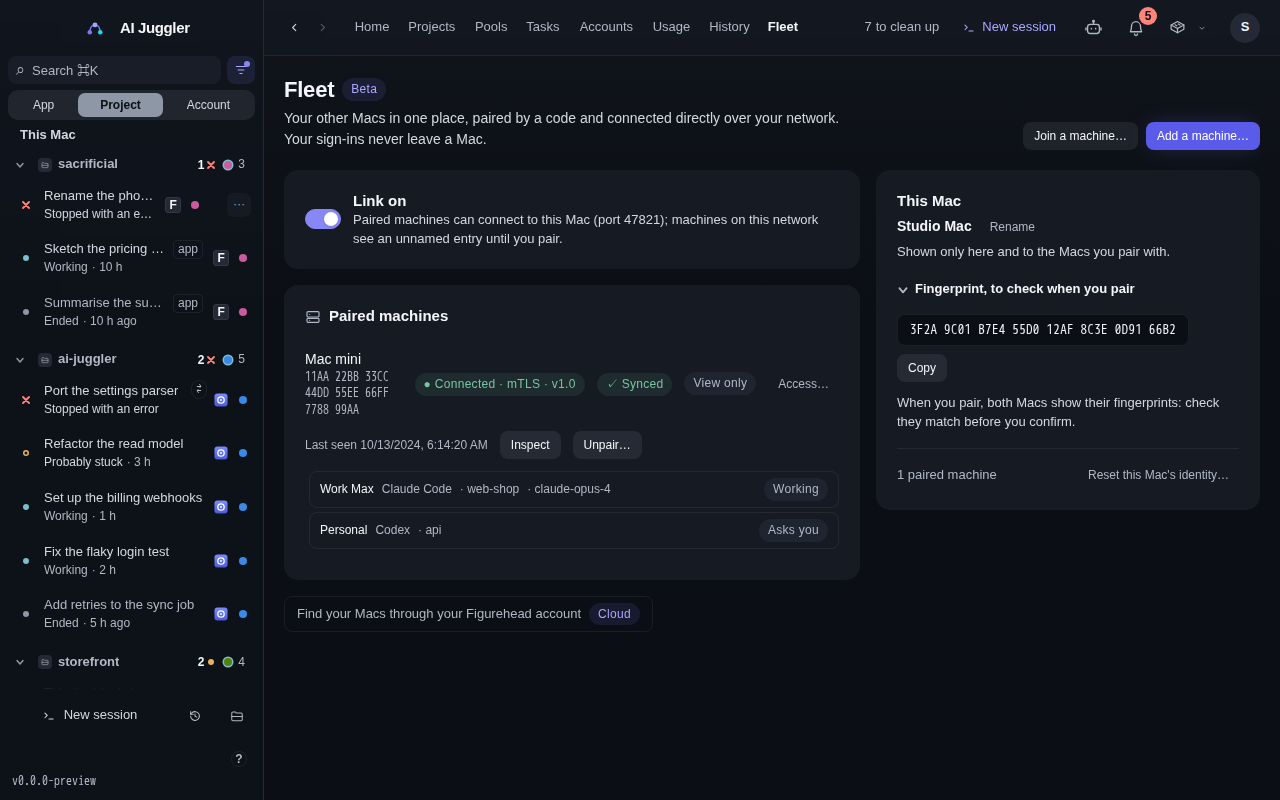 AI Juggler
Search ⌘K
App
Project
Account
This Mac
sacrificial
1
3
Rename the pho…
Stopped with an e…
F
Sketch the pricing …
app
Working · 10 h
F
Summarise the su…
app
Ended · 10 h ago
F
ai-juggler
2
5
Port the settings parser
Stopped with an error
Refactor the read model
Probably stuck · 3 h
Set up the billing webhooks
Working · 1 h
Fix the flaky login test
Working · 2 h
Add retries to the sync job
Ended · 5 h ago
storefront
2
4
New session
?
v0.0.0-preview
Home
Projects
Pools
Tasks
Accounts
Usage
History
Fleet
7 to clean up
New session
5
S
Fleet
Beta
Your other Macs in one place, paired by a code and connected directly over your network.
Your sign-ins never leave a Mac.
Join a machine…
Add a machine…
Link on
Paired machines can connect to this Mac (port 47821); machines on this network
see an unnamed entry until you pair.
Paired machines
Mac mini
11AA 22BB 33CC
44DD 55EE 66FF
7788 99AA
Connected · mTLS · v1.0
✓ Synced
View only
Access…
Last seen 10/13/2024, 6:14:20 AM
Inspect
Unpair…
Work Max Claude Code · web-shop · claude-opus-4
Working
Personal Codex · api
Asks you
Find your Macs through your Figurehead account
Cloud
This Mac
Studio Mac
Rename
Shown only here and to the Macs you pair with.
Fingerprint, to check when you pair
3F2A 9C01 B7E4 55D0 12AF 8C3E 0D91 66B2
Copy
When you pair, both Macs show their fingerprints: check
they match before you confirm.
1 paired machine
Reset this Mac's identity…